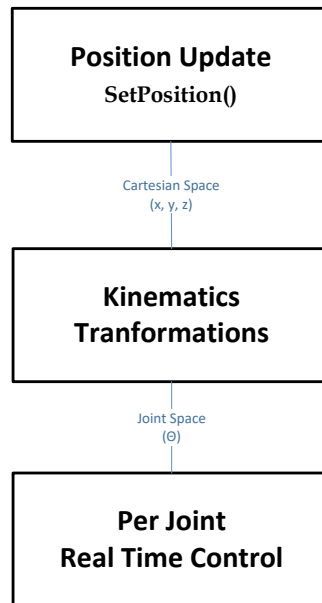 Position Update
SetPosition()
Cartesian Space
(x, y, z)
Kinematics
Tranformations
Joint Space
(Θ)
Per Joint
Real Time Control